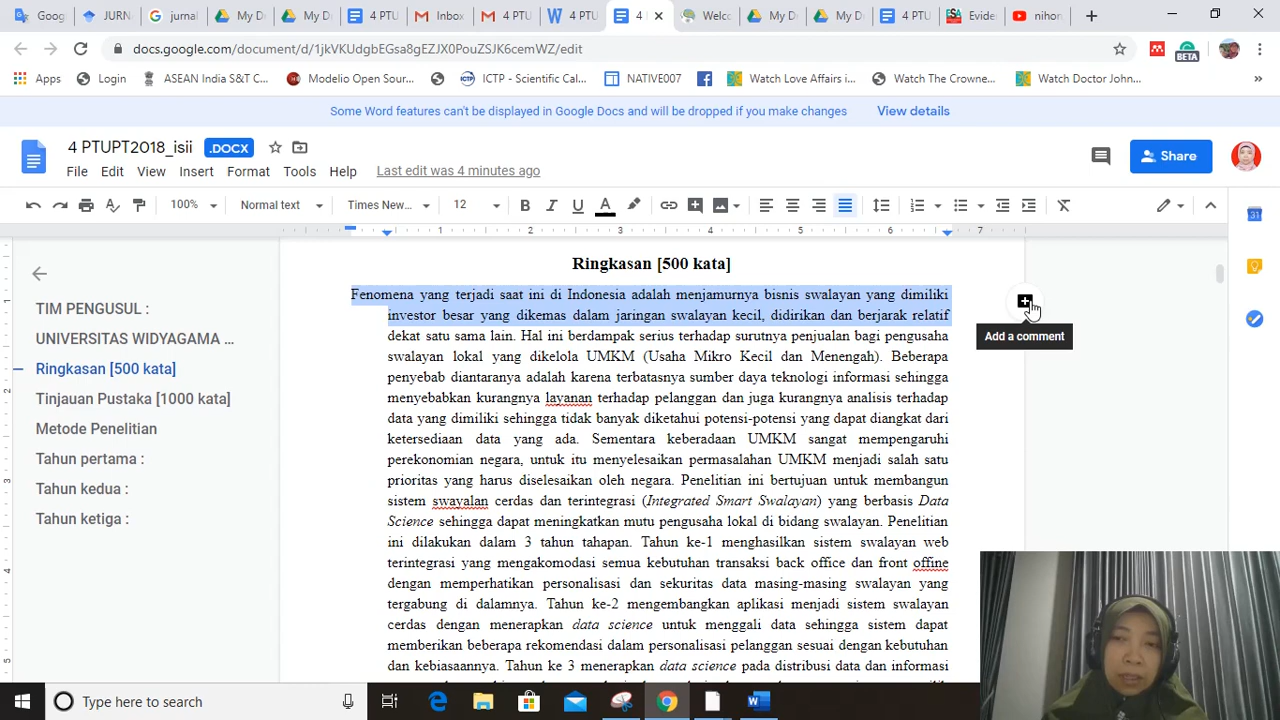 Goog
jurnal
My D
My D
4 PTUP
Inbox
4 PTU
4 PTU
4
Welc
My D
My D
4 PTU
Evide
nihon
docs.google.com/document/d/1jkVKUdgbEGsa8gEZJX0PouZSJK6cemWZ/edit
BETA
Apps
Login
ASEAN India S&T C...
Modelio Open Sour...
ICTP - Scientific Cal...
NATIVE007
Watch Love Affairs i...
Watch The Crowne...
Watch Doctor John...
Some Word features can't be displayed in Google Docs and will be dropped if you make changes
View details
4 PTUPT2018_isii
.DOCX
Share
File Edit View Insert Format Tools Help Last edit was 4 minutes ago
100% Normal text Times New... 12
1 2 3 4 5 6 7
TIM PENGUSUL :
UNIVERSITAS WIDYAGAMA ...
Ringkasan [500 kata]
Tinjauan Pustaka [1000 kata]
Metode Penelitian
Tahun pertama :
Tahun kedua :
Tahun ketiga :
Ringkasan [500 kata]
Fenomena yang terjadi saat ini di Indonesia adalah menjamurnya bisnis swalayan yang dimiliki
investor besar yang dikemas dalam jaringan swalayan kecil, didirikan dan berjarak relatif
dekat satu sama lain. Hal ini berdampak serius terhadap surutnya penjualan bagi pengusaha
swalayan lokal yang dikelola UMKM (Usaha Mikro Kecil dan Menengah). Beberapa
penyebab diantaranya adalah karena terbatasnya sumber daya teknologi informasi sehingga
menyebabkan kurangnya layanan terhadap pelanggan dan juga kurangnya analisis terhadap
data yang dimiliki sehingga tidak banyak diketahui potensi-potensi yang dapat diangkat dari
ketersediaan data yang ada. Sementara keberadaan UMKM sangat mempengaruhi
perekonomian negara, untuk itu menyelesaikan permasalahan UMKM menjadi salah satu
prioritas yang harus diselesaikan oleh negara. Penelitian ini bertujuan untuk membangun
sistem swayalan cerdas dan terintegrasi (Integrated Smart Swalayan) yang berbasis Data
Science sehingga dapat meningkatkan mutu pengusaha lokal di bidang swalayan. Penelitian
ini dilakukan dalam 3 tahun tahapan. Tahun ke-1 menghasilkan sistem swalayan web
terintegrasi yang mengakomodasi semua kebutuhan transaksi back office dan front offine
dengan memperhatikan personalisasi dan sekuritas data masing-masing swalayan yang
tergabung di dalamnya. Tahun ke-2 mengembangkan aplikasi menjadi sistem swalayan
cerdas dengan menerapkan data science untuk menggali data sehingga sistem dapat
memberikan beberapa rekomendasi dalam personalisasi pelanggan sesuai dengan kebutuhan
dan kebiasaannya. Tahun ke 3 menerapkan data science pada distribusi data dan informasi
Add a comment
Type here to search